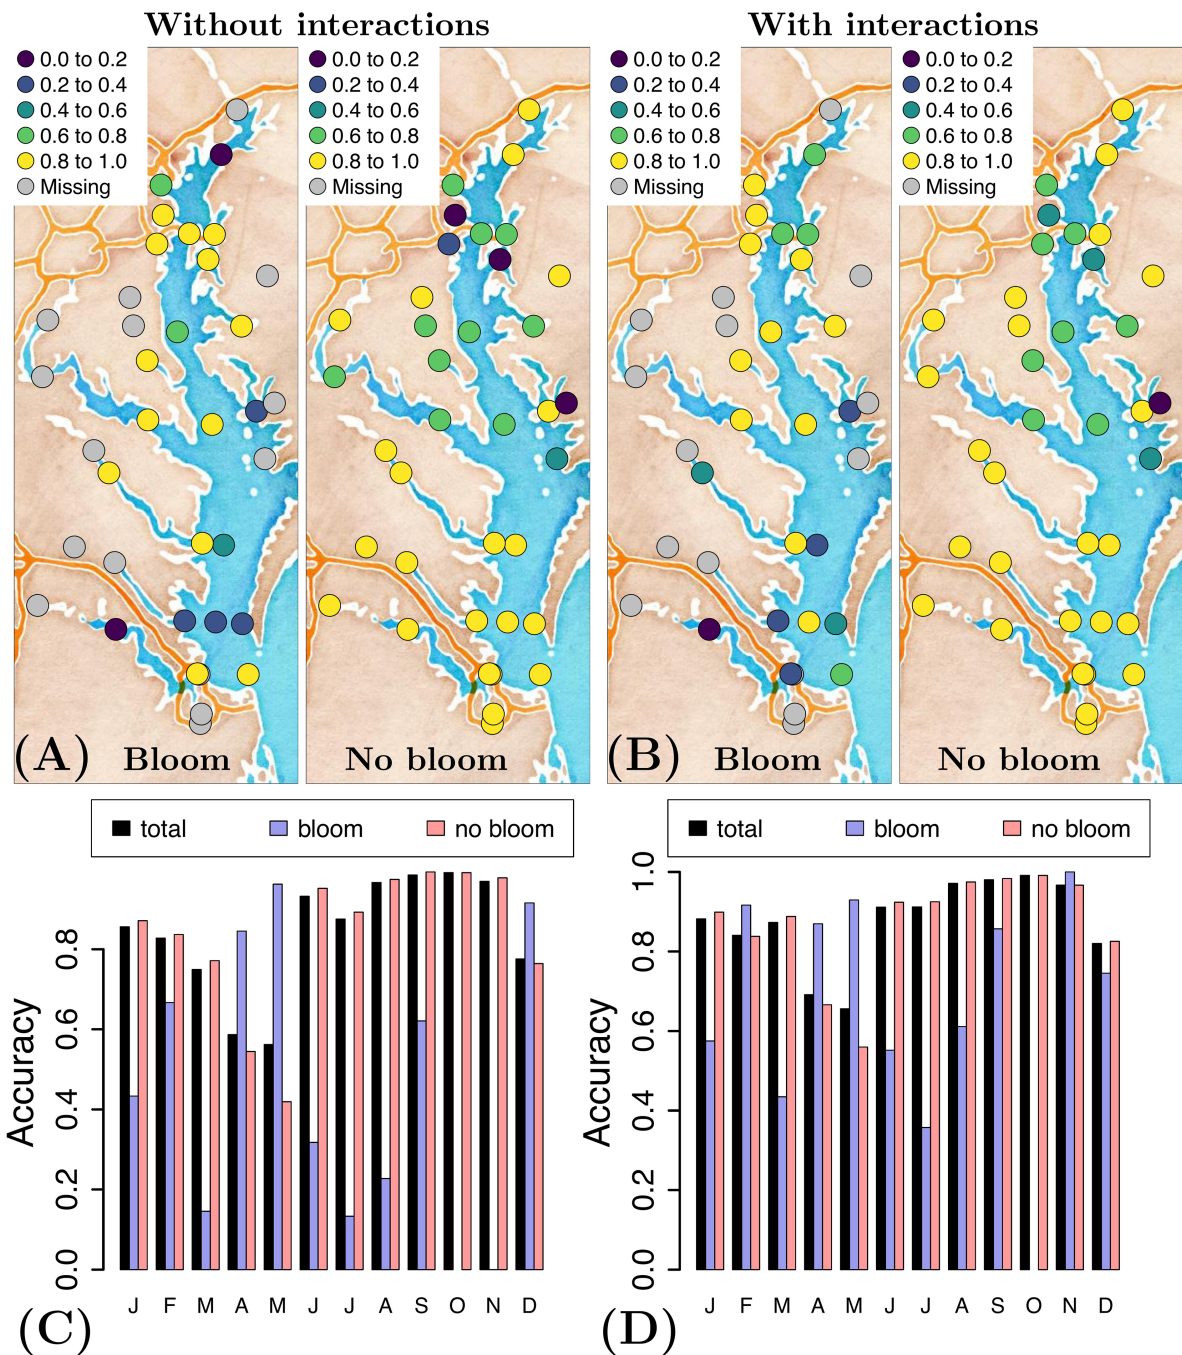 Without interactions
With interactions
0.0 to 0.2
0.2 to 0.4
0.4 to 0.6
0.6 to 0.8
0.8 to 1.0
Missing
0.0 to 0.2
0.2 to 0.4
0.4 to 0.6
0.6 to 0.8
0.8 to 1.0
Missing
0.0 to 0.2
0.2 to 0.4
0.4 to 0.6
0.6 to 0.8
0.8 to 1.0
Missing
0.0 to 0.2
0.2 to 0.4
0.4 to 0.6
0.6 to 0.8
0.8 to 1.0
Missing
(A) Bloom
No bloom
(B) Bloom
No bloom
total bloom no bloom
Accuracy
0.8
0.6
0.4
0.2
0.0
J F M A M J J A S O N D
(C)
total bloom no bloom
Accuracy
1.0
0.8
0.6
0.4
0.2
0.0
J F M A M J J A S O N D
(D)